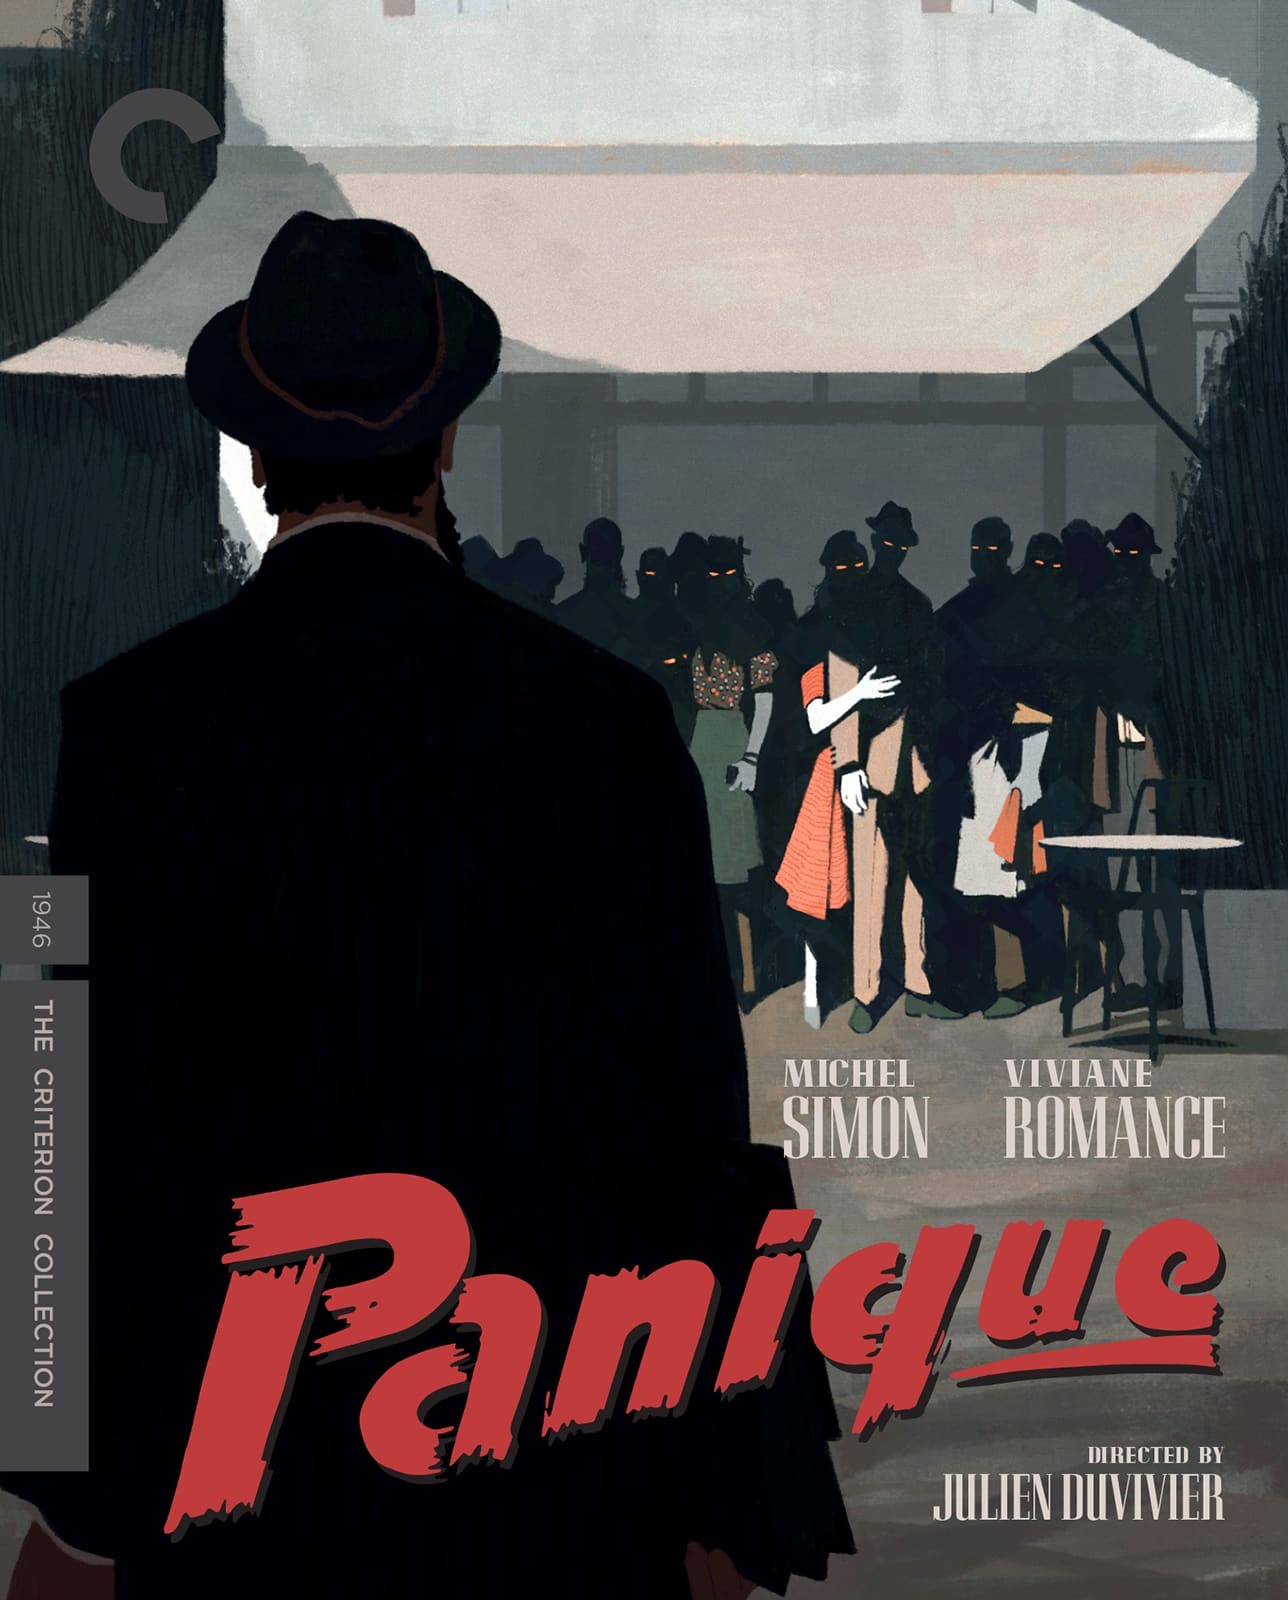 1946
THE CRITERION COLLECTION
MICHEL SIMON
VIVIANE ROMANCE
Panique
DIRECTED BY
JULIEN DUVIVIER